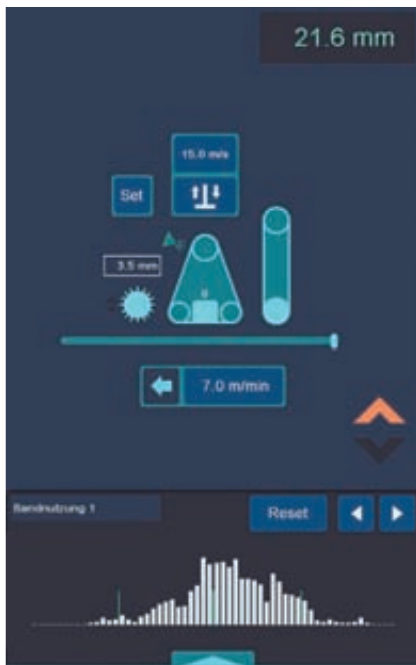 21.6 mm
15.0 m/s
Set
3.5 mm
7.0 m/min
Bandnutzung 1
Reset